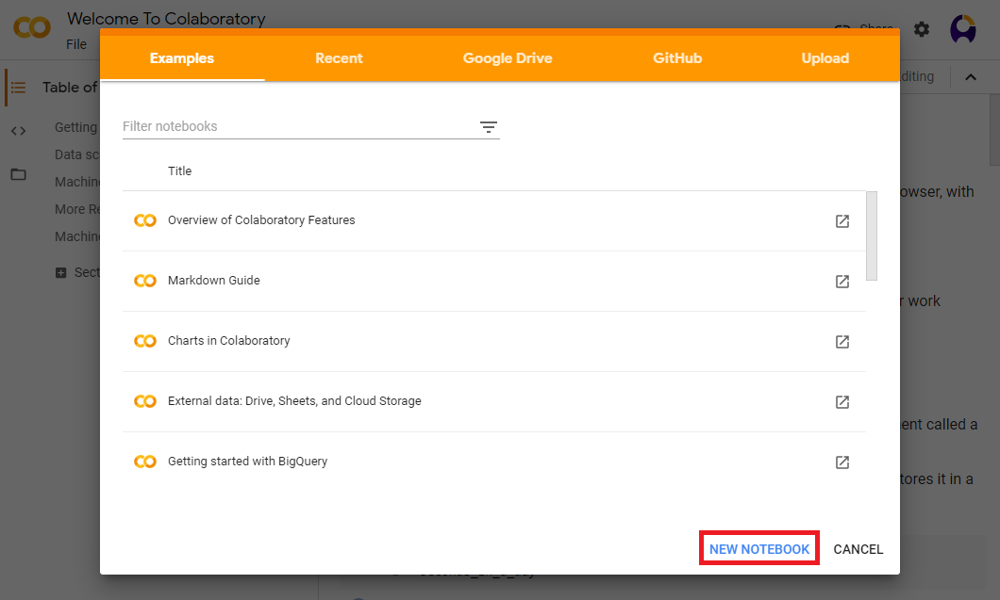 Welcome To Colaboratory
File
Share
Examples
Recent
Google Drive
GitHub
Upload
Table of
diting
Getting
Filter notebooks
Data sc
Title
Machin
owser, with
More Re
Overview of Colaboratory Features
Machin
Sect
Markdown Guide
r work
Charts in Colaboratory
External data: Drive, Sheets, and Cloud Storage
ent called a
Getting started with BigQuery
tores it in a
NEW NOTEBOOK
CANCEL